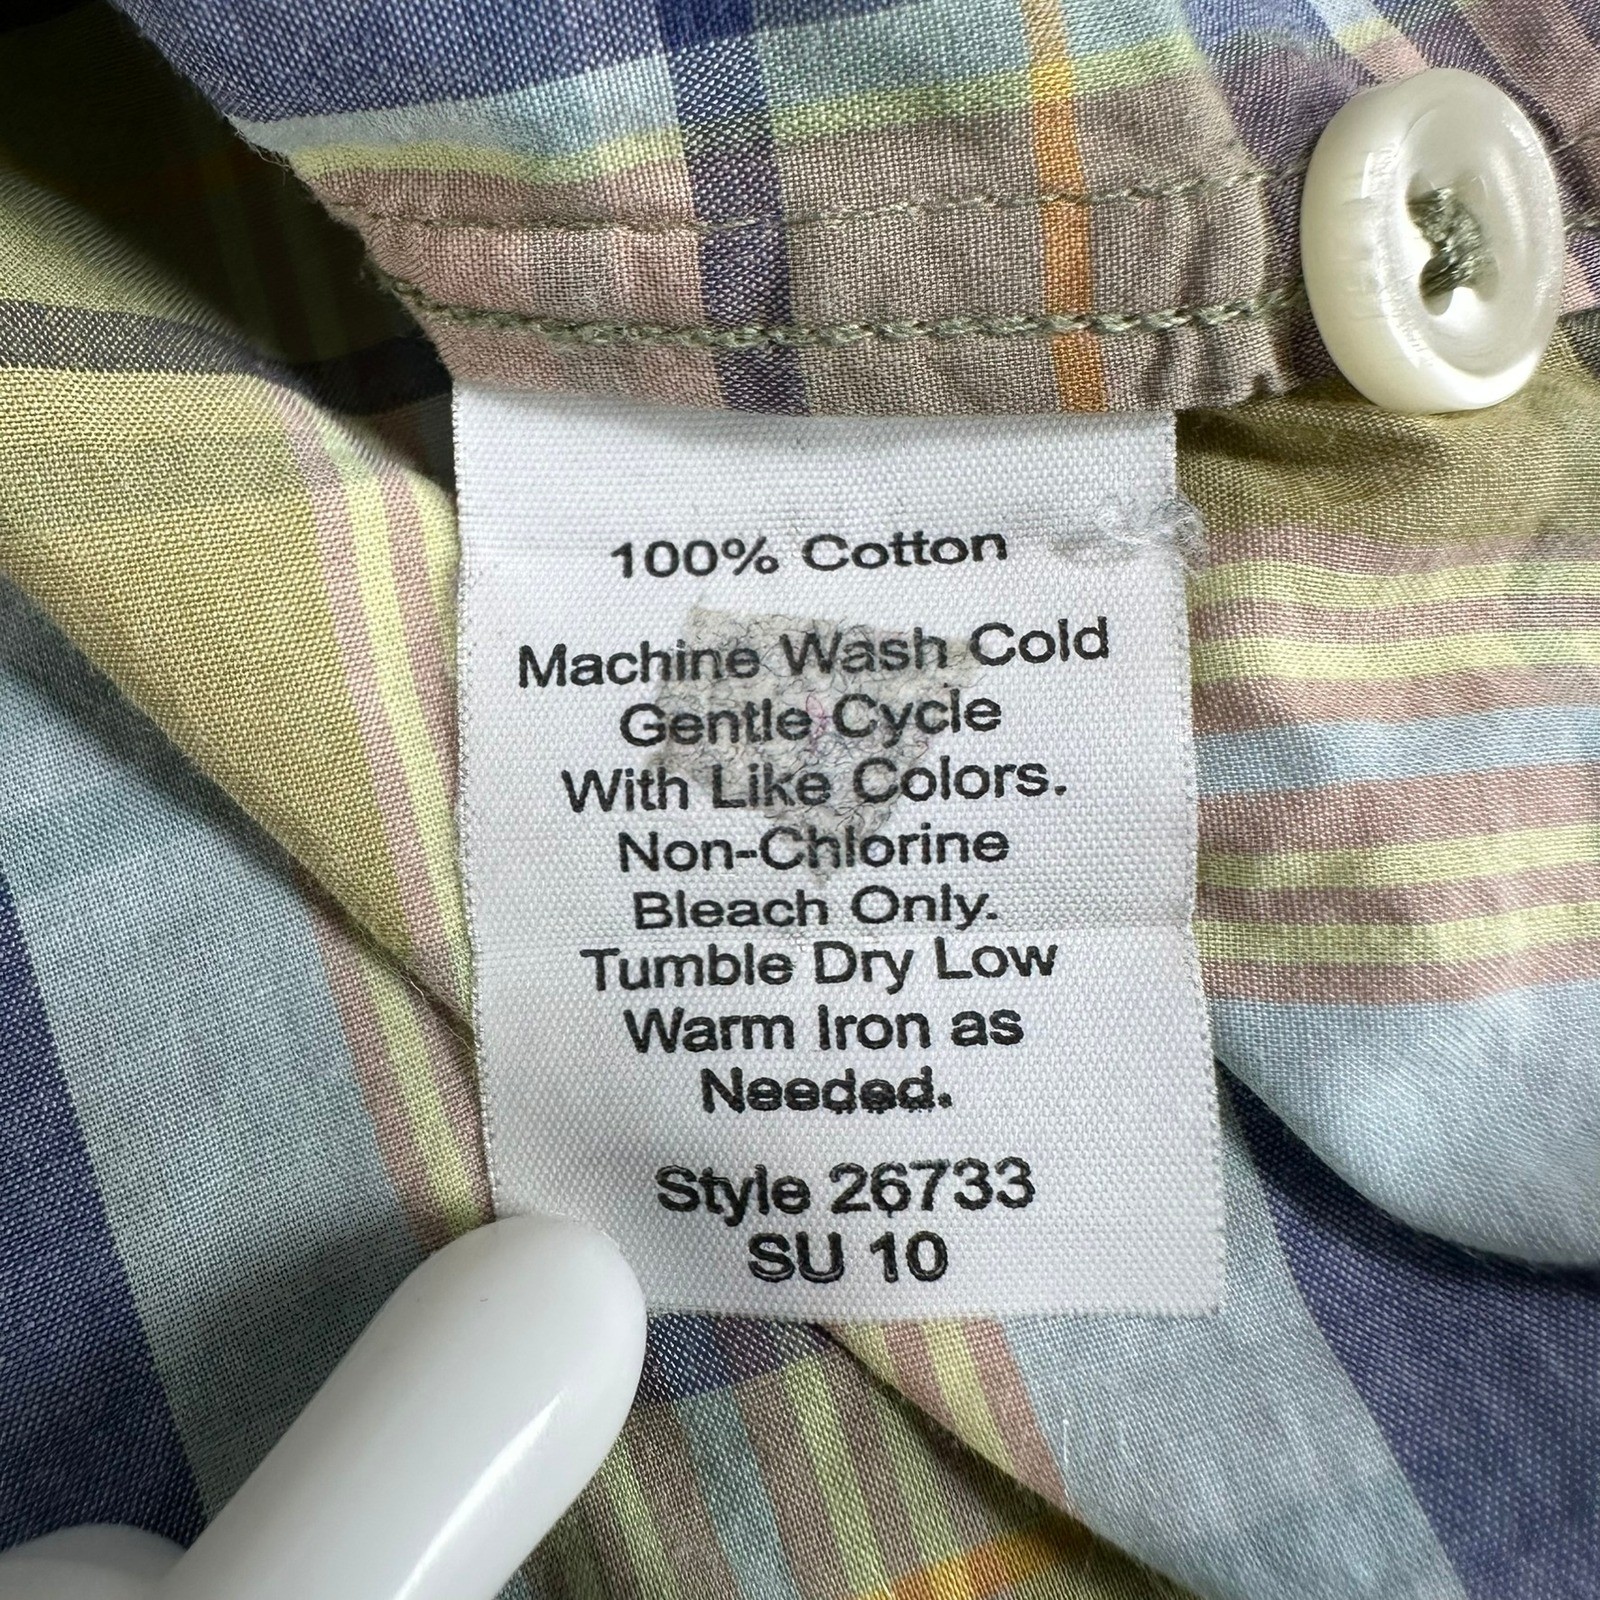 100% Cotton
Machine Wash Cold
Gentle Cycle
With Like Colors.
Non-Chlorine
Bleach Only.
Tumble Dry Low
Warm Iron as
Needed.
Style 26733
SU 10